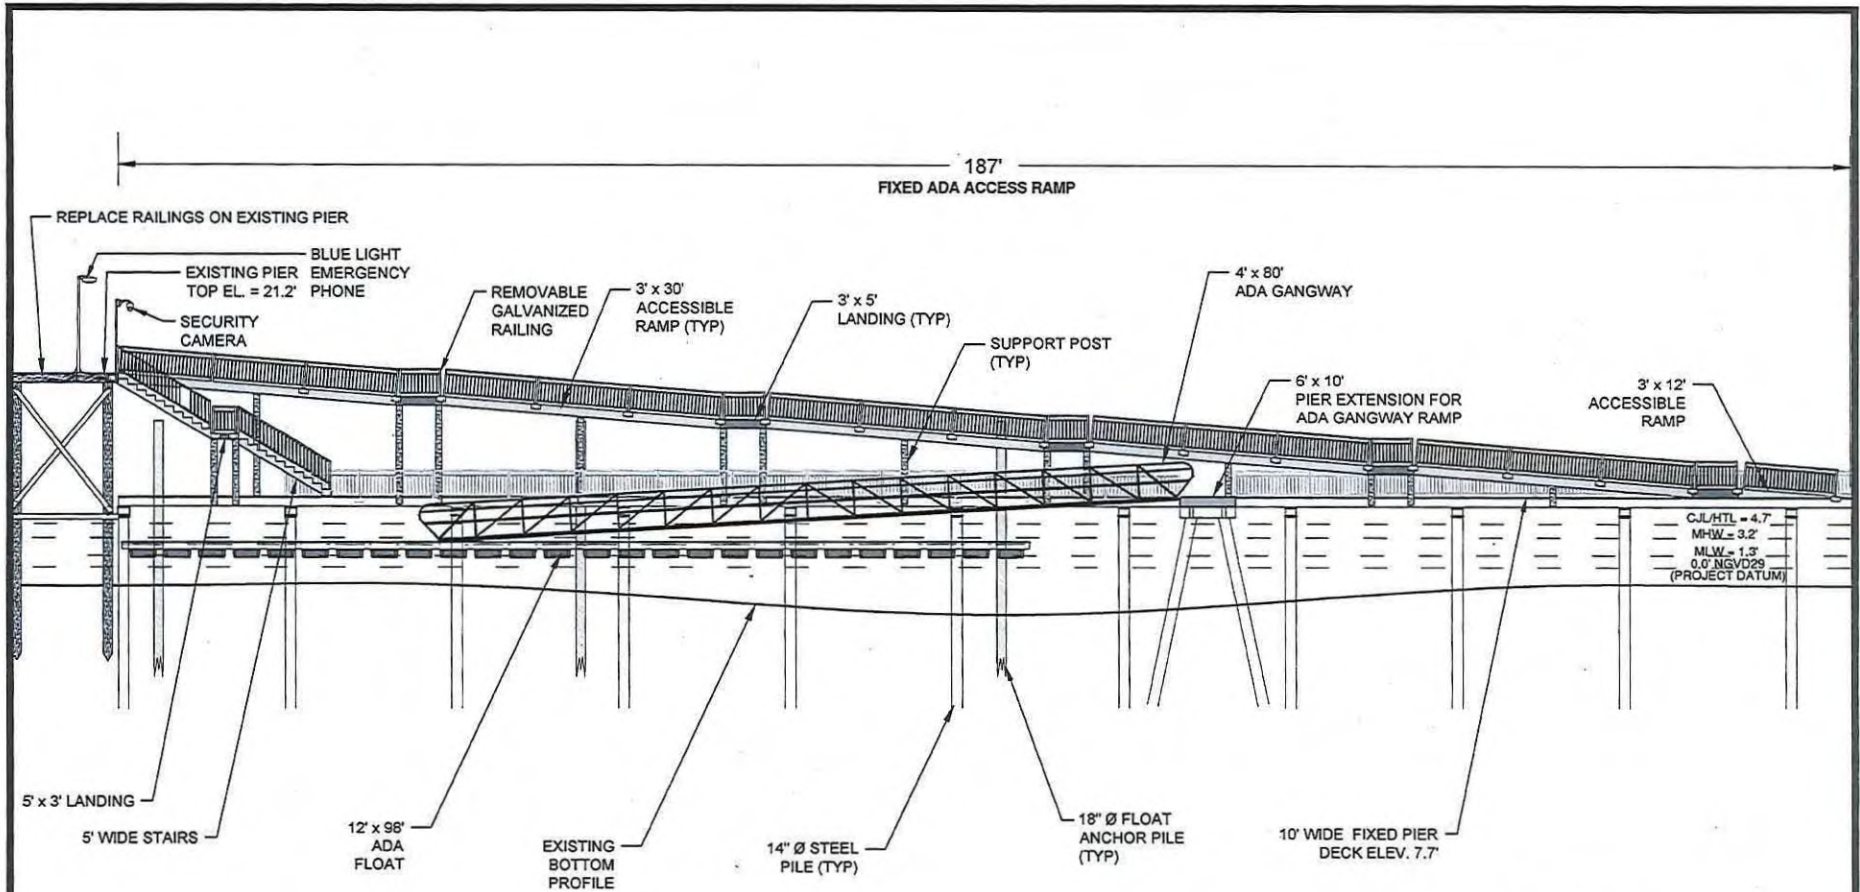 187'
FIXED ADA ACCESS RAMP
REPLACE RAILINGS ON EXISTING PIER
BLUE LIGHT
EMERGENCY
PHONE
EXISTING PIER
TOP EL. = 21.2'
SECURITY
CAMERA
REMOVABLE
GALVANIZED
RAILING
3' x 30'
ACCESSIBLE
RAMP (TYP)
3' x 5'
LANDING (TYP)
SUPPORT POST
(TYP)
4' x 80'
ADA GANGWAY
6' x 10'
PIER EXTENSION FOR
ADA GANGWAY RAMP
3' x 12'
ACCESSIBLE
RAMP
CJL/HTL = 4.7'
MHW = 3.2'
MLW = 1.3'
0.0' NGVD29
(PROJECT DATUM)
5' x 3' LANDING
5' WIDE STAIRS
12' x 98'
ADA
FLOAT
EXISTING
BOTTOM
PROFILE
14" Ø STEEL
PILE (TYP)
18" Ø FLOAT
ANCHOR PILE
(TYP)
10' WIDE FIXED PIER
DECK ELEV. 7.7'